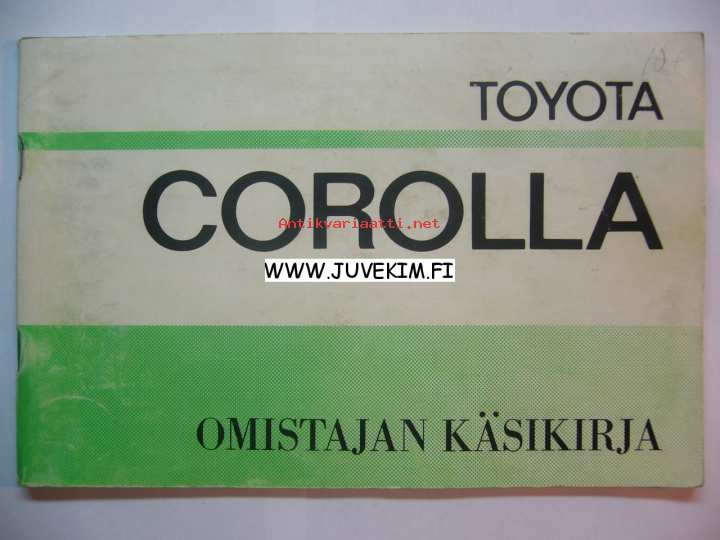 TOYOTA
COROLLA
Antikvariaatti.net
WWW.JUVEKIM.FI
OMISTAJAN KÄSIKIRJA